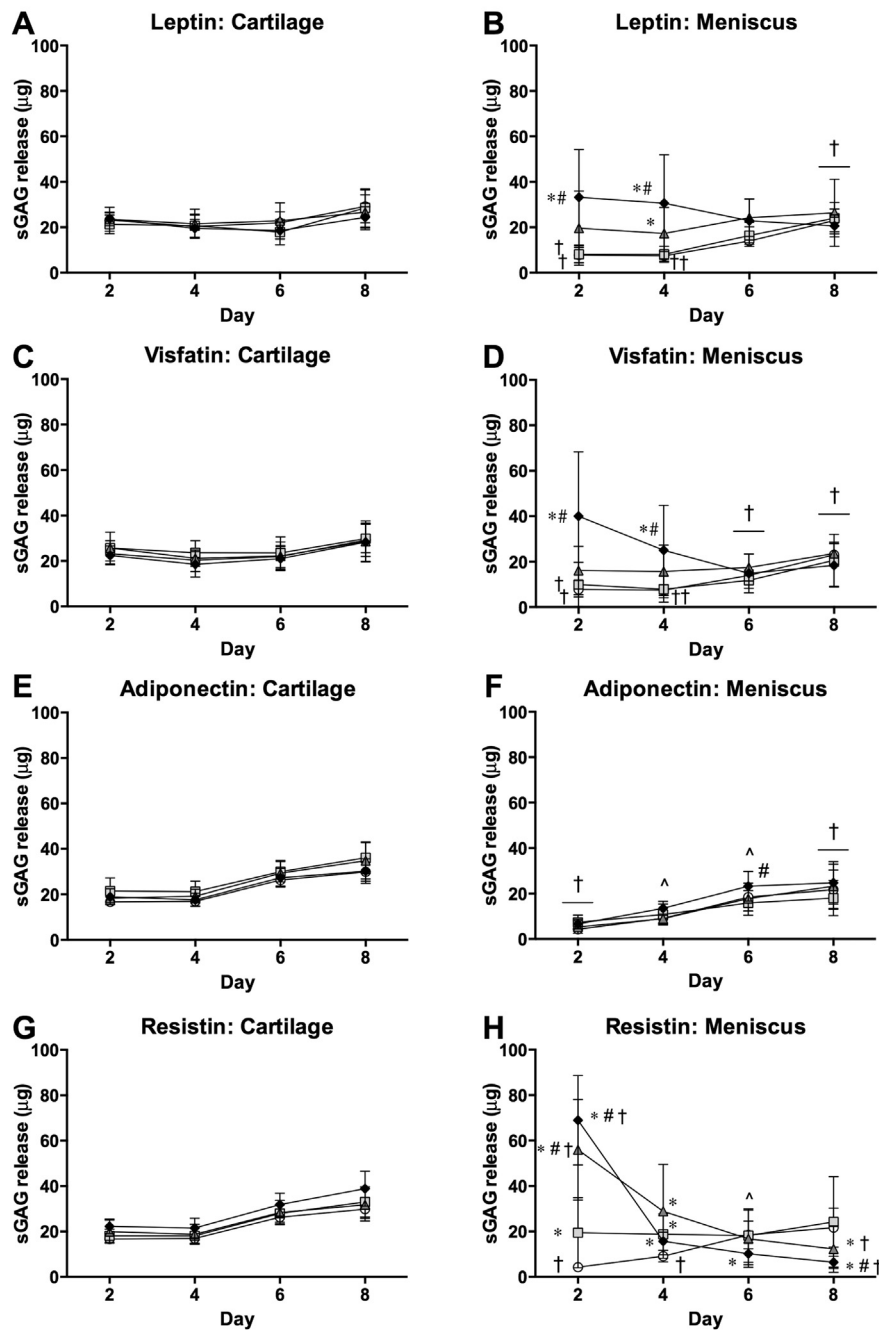 A Leptin: Cartilage
100
80
60
40
20
0
sGAG release (μg)
2 4 6 8
Day
B Leptin: Meniscus
100
80
60
40
20
0
sGAG release (μg)
*# *# * † † †† †
2 4 6 8
Day
C Visfatin: Cartilage
100
80
60
40
20
0
sGAG release (μg)
2 4 6 8
Day
D Visfatin: Meniscus
100
80
60
40
20
0
sGAG release (μg)
*# *# † † † † ††
2 4 6 8
Day
E Adiponectin: Cartilage
100
80
60
40
20
0
sGAG release (μg)
2 4 6 8
Day
F Adiponectin: Meniscus
100
80
60
40
20
0
sGAG release (μg)
† ^ ^ # †
2 4 6 8
Day
G Resistin: Cartilage
100
80
60
40
20
0
sGAG release (μg)
2 4 6 8
Day
H Resistin: Meniscus
100
80
60
40
20
0
sGAG release (μg)
* # †
* # †
* * ^
* * * †
† † * * # †
2 4 6 8
Day